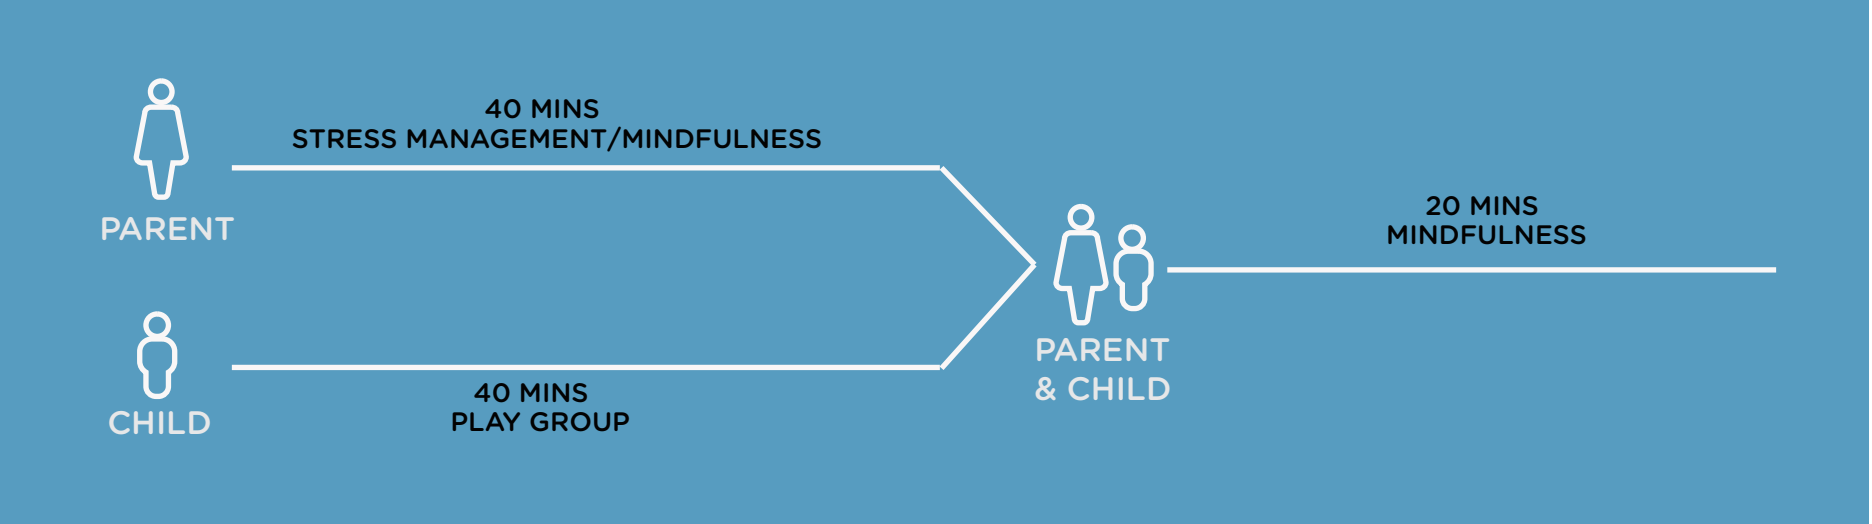 40 MINS
STRESS MANAGEMENT/MINDFULNESS
PARENT
40 MINS
PLAY GROUP
CHILD
PARENT
& CHILD
20 MINS
MINDFULNESS